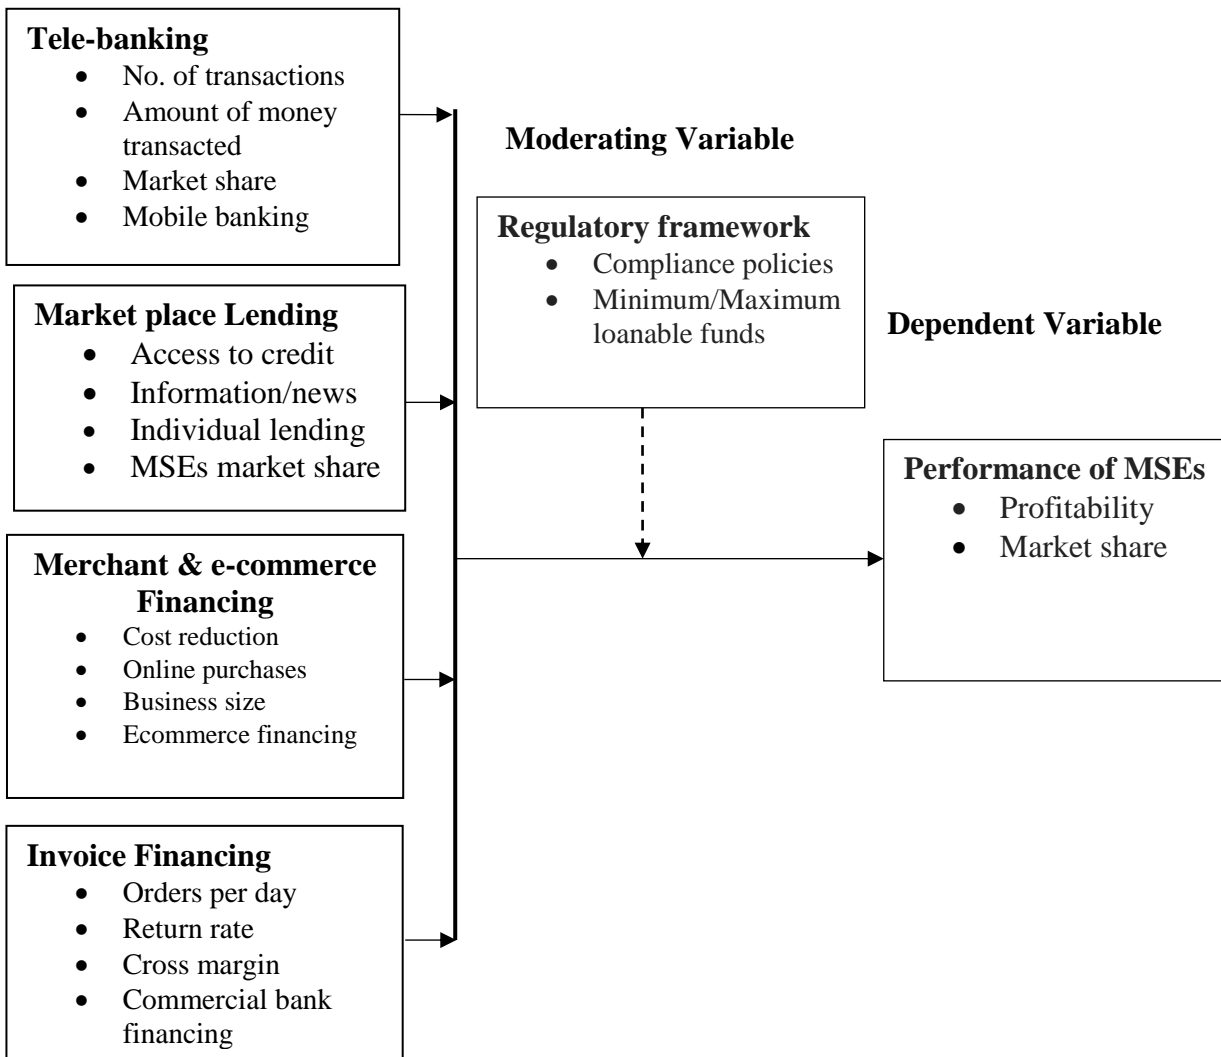 Tele-banking
• No. of transactions
• Amount of money
transacted
• Market share
• Mobile banking
Market place Lending
• Access to credit
• Information/news
• Individual lending
• MSEs market share
Merchant & e-commerce
Financing
• Cost reduction
• Online purchases
• Business size
• Ecommerce financing
Invoice Financing
• Orders per day
• Return rate
• Cross margin
• Commercial bank
financing
Moderating Variable
Regulatory framework
• Compliance policies
• Minimum/Maximum
loanable funds
Dependent Variable
Performance of MSEs
• Profitability
• Market share